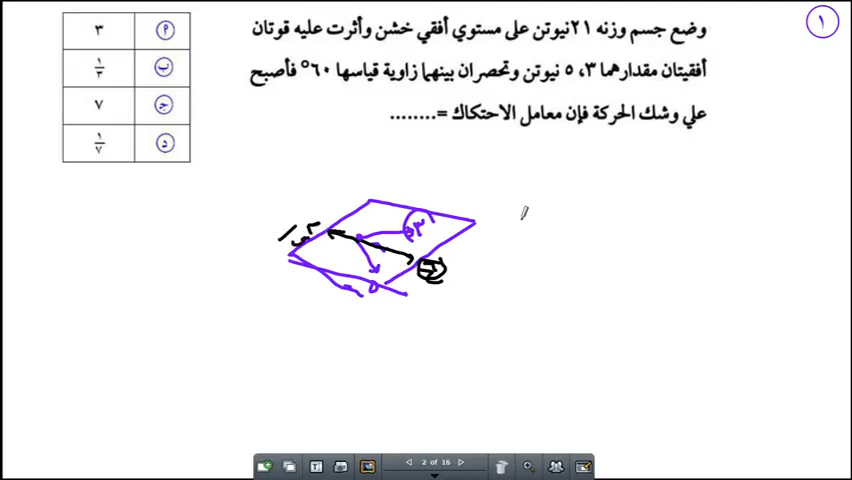 ١
وضع جسم وزنه ٢١ نيوتن على مستوي أفقي خشن وأثرت عليه قوتان
أفقيتان مقدارهما ٣، ٥ نيوتن وتحصران بينهما زاوية قياسها ٦٠° فأصبح
علي وشك الحركة فإن معامل الاحتكاك =........
أ ٣
ب ١/٣
ج ٧
د ١/٧
2 of 16